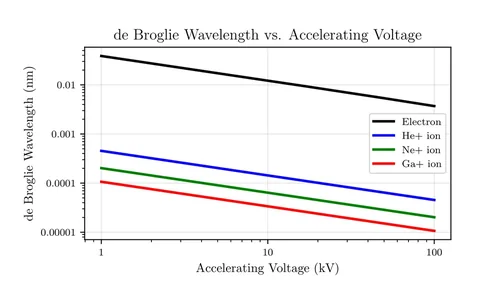 de Broglie Wavelength vs. Accelerating Voltage
de Broglie Wavelength (nm)
0.01
0.001
0.0001
0.00001
Electron
He+ ion
Ne+ ion
Ga+ ion
1
10
100
Accelerating Voltage (kV)